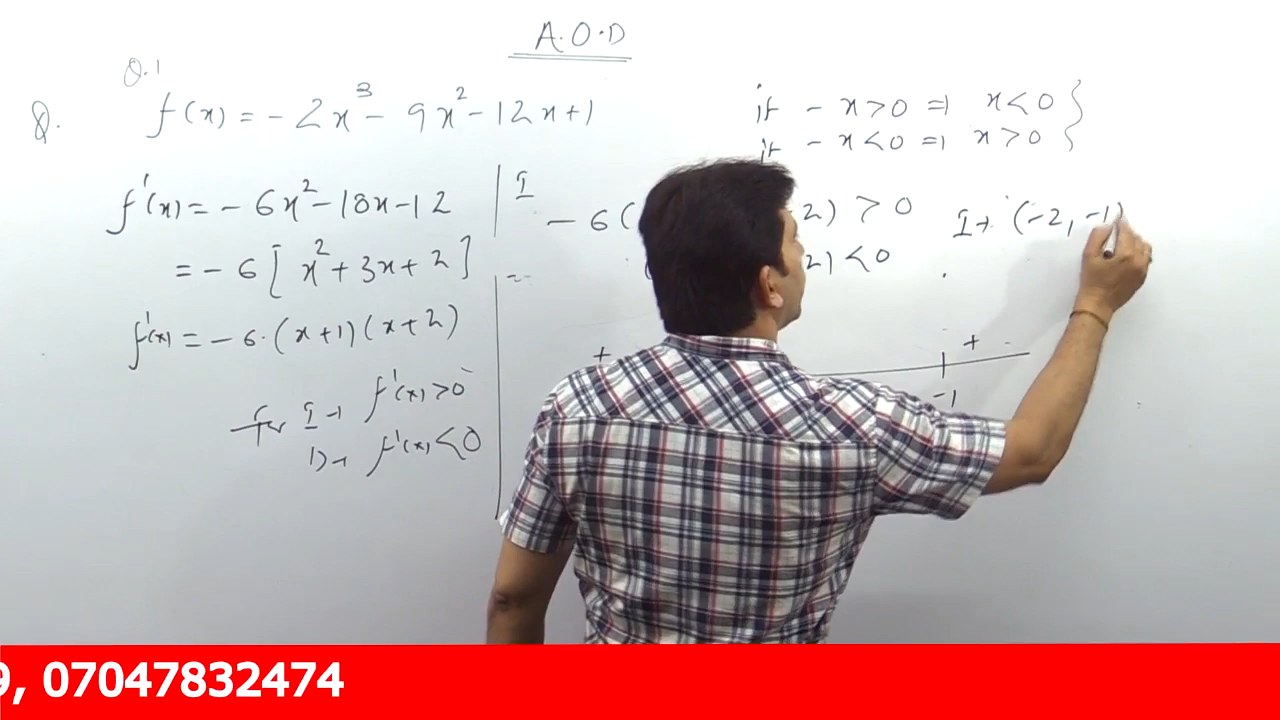 A.O.D
Q.1
Q. f(x) = - 2x³ - 9x² - 12x + 1
f'(x) = - 6x² - 18x - 12
= - 6 [ x² + 3x + 2 ]
f'(x) = - 6 · (x + 1) (x + 2)
for I → f'(x) > 0
D → f'(x) < 0
if - x > 0 ⇒ x < 0 }
if - x < 0 ⇒ x > 0
I
- 6 ( 2) > 0
2) < 0
I → (-2, -1)
+ +
-1
9, 07047832474